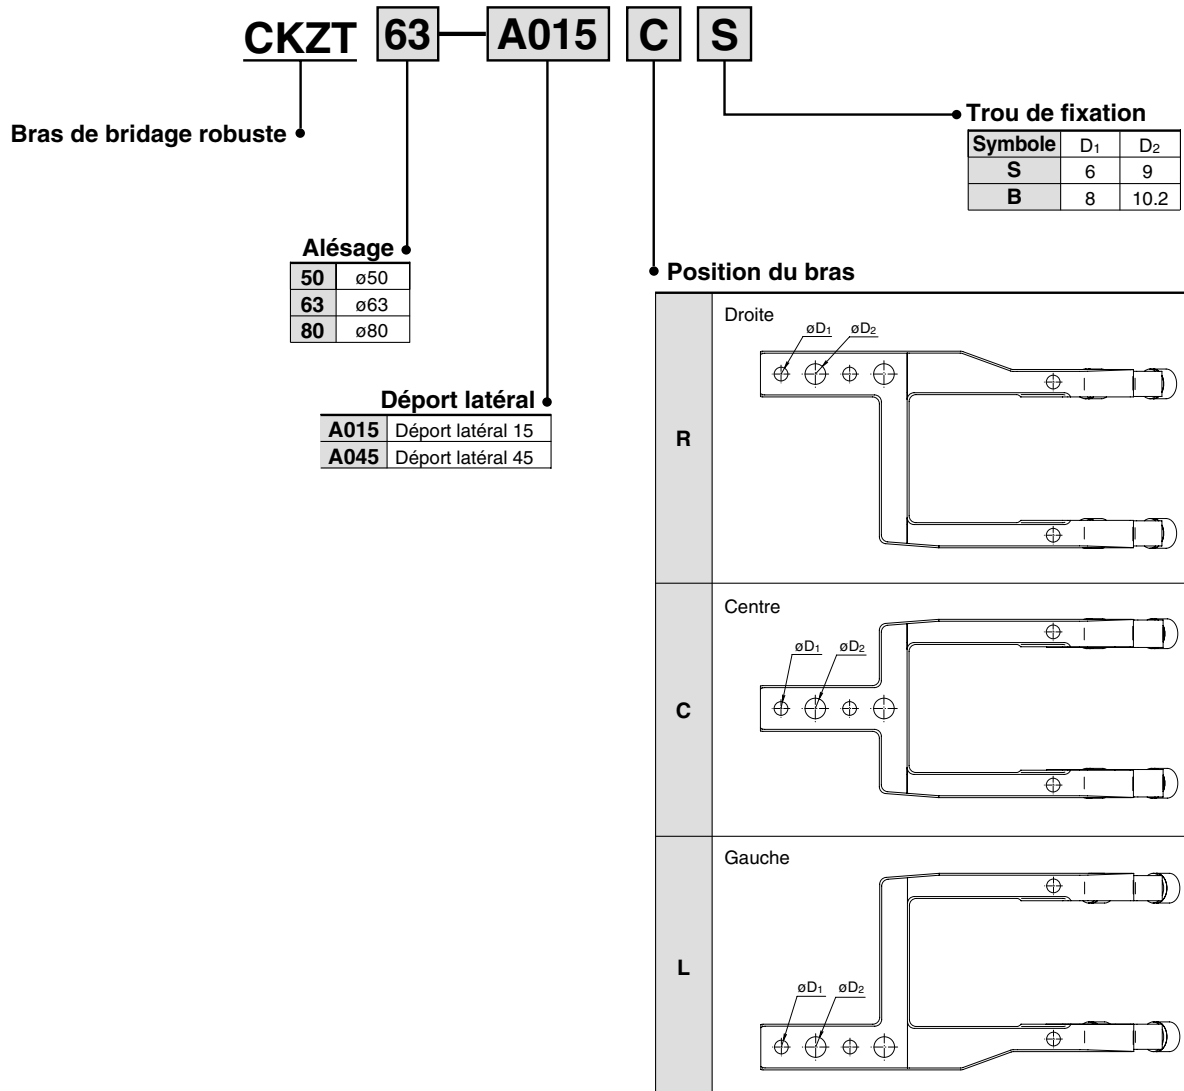 CKZT 63 A015 C S
Bras de bridage robuste
Trou de fixation
Symbole D1 D2
S 6 9
B 8 10.2
Alésage
50 ø50
63 ø63
80 ø80
Déport latéral
A015 Déport latéral 15
A045 Déport latéral 45
Position du bras
R
Droite
øD1 øD2
C
Centre
øD1 øD2
L
Gauche
øD1 øD2